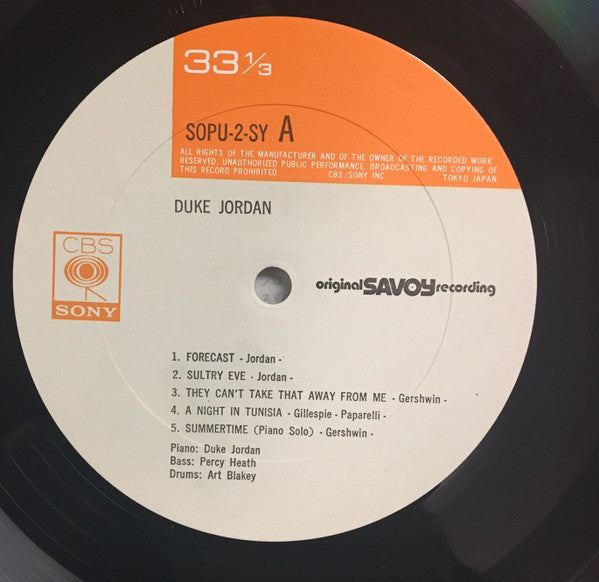 33 1/3
SOPU-2-SY A
ALL RIGHTS OF THE MANUFACTURER AND OF THE OWNER OF THE RECORDED WORK
RESERVED. UNAUTHORIZED PUBLIC PERFORMANCE, BROADCASTING AND COPYING OF
THIS RECORD PROHIBITED. CBS/SONY INC. TOKYO JAPAN.
DUKE JORDAN
CBS
SONY
original SAVOY recording
1. FORECAST - Jordan -
2. SULTRY EVE - Jordan -
3. THEY CAN'T TAKE THAT AWAY FROM ME - Gershwin -
4. A NIGHT IN TUNISIA - Gillespie - Paparelli -
5. SUMMERTIME (Piano Solo) - Gershwin -
Piano: Duke Jordan
Bass: Percy Heath
Drums: Art Blakey